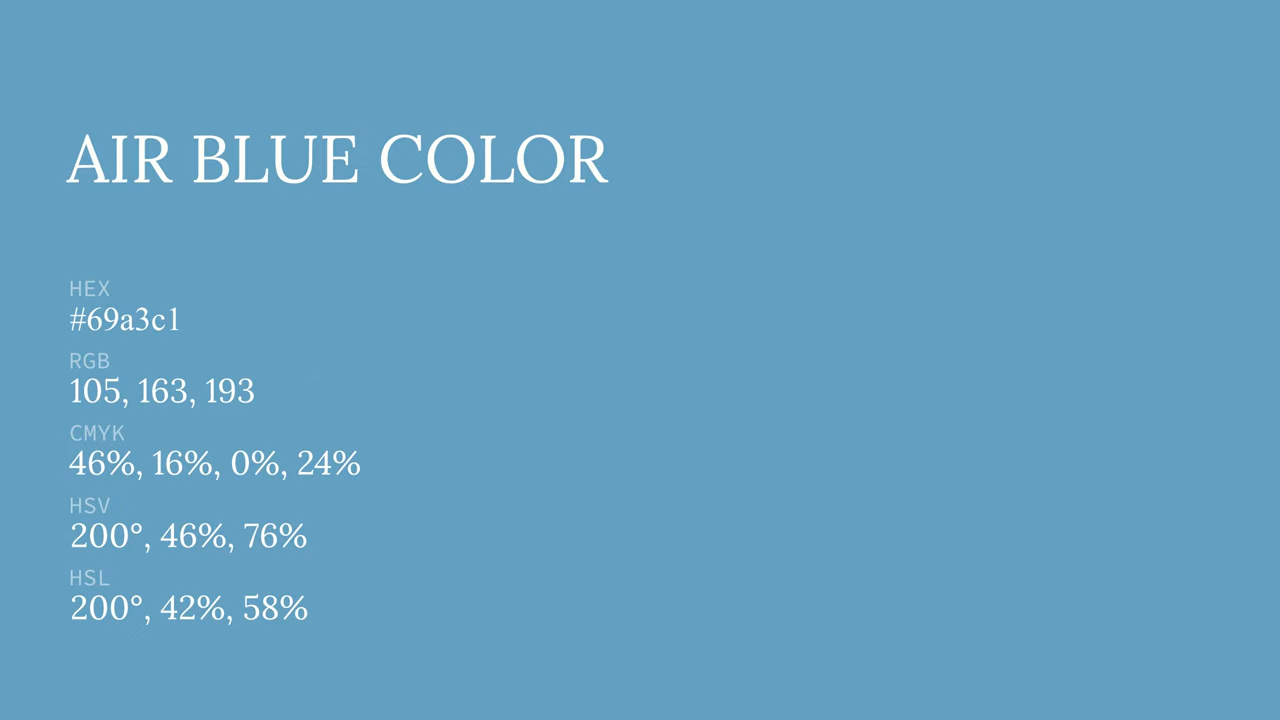 AIR BLUE COLOR
HEX
#69a3c1
RGB
105, 163, 193
CMYK
46%, 16%, 0%, 24%
HSV
200°, 46%, 76%
HSL
200°, 42%, 58%